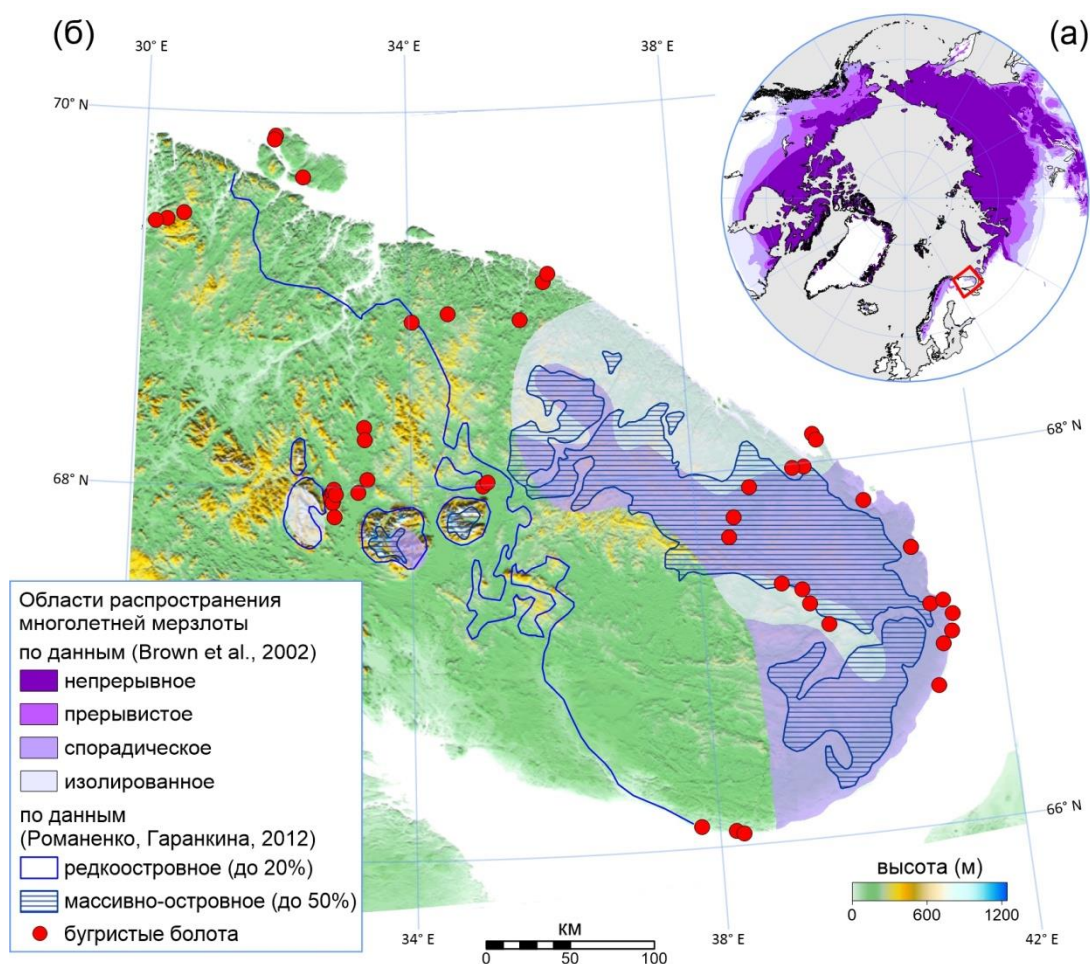 (б)
(а)
30° E
34° E
38° E
70° N
68° N
68° N
66° N
Области распространения
многолетней мерзлоты
по данным (Brown et al., 2002)
непрерывное
прерывистое
спорадическое
изолированное
по данным
(Романенко, Гаранкина, 2012)
редкоостровное (до 20%)
массивно-островное (до 50%)
бугристые болота
высота (м)
0 600 1200
34° E
км
0 50 100
38° E
42° E